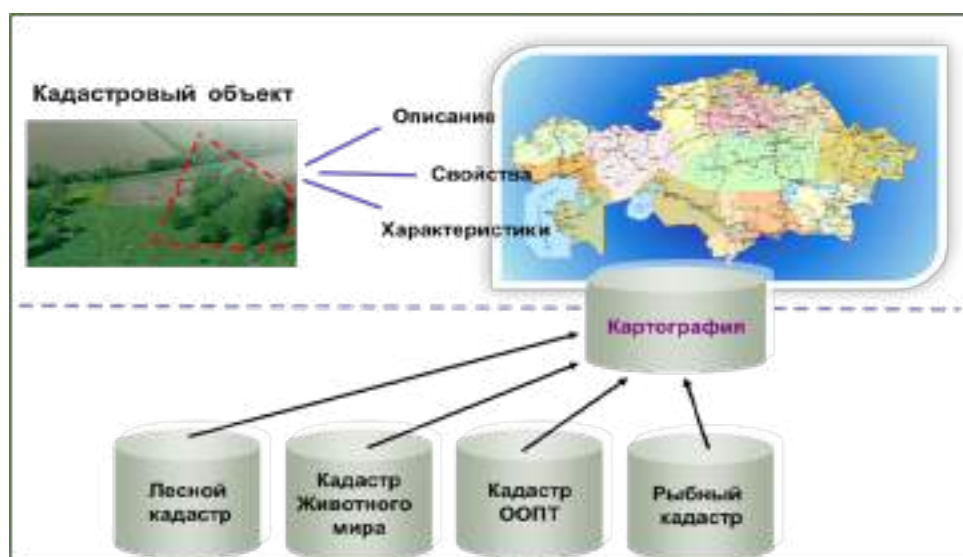 Кадастровый объект
Описание
Свойства
Характеристики
Картография
Лесной
кадастр
Кадастр
Животного
мира
Кадастр
ООПТ
Рыбный
кадастр